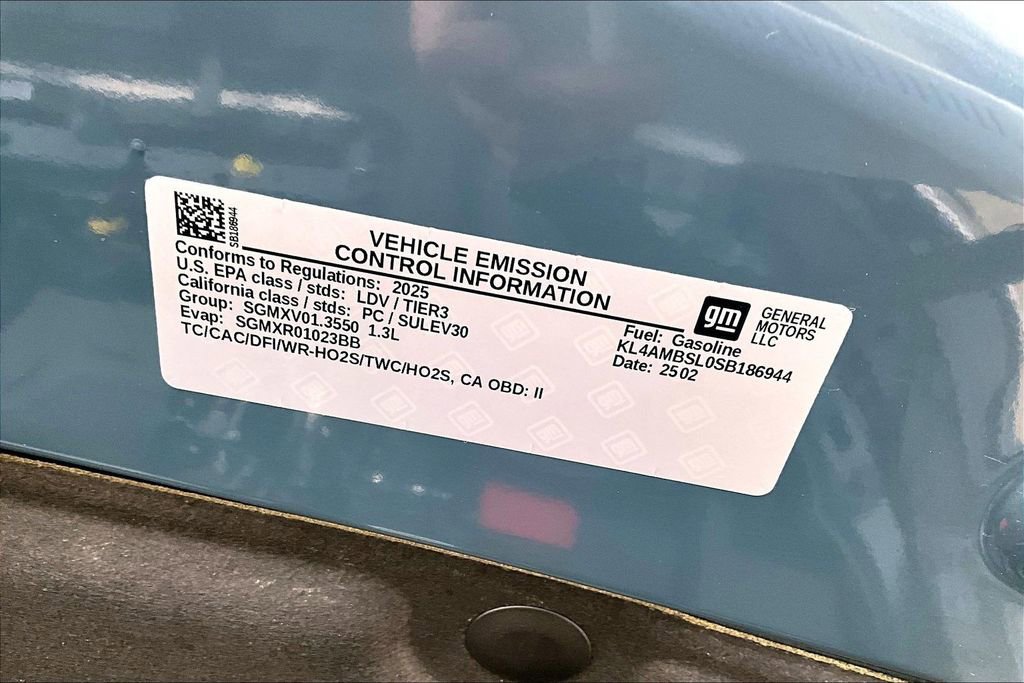 SB186944
VEHICLE EMISSION
CONTROL INFORMATION
Conforms to Regulations: 2025
U.S. EPA class / stds: LDV / TIER3
California class / stds: PC / SULEV30
Group: SGMXV01.3550 1.3L
Evap: SGMXR01023BB
TC/CAC/DFI/WR-HO2S/TWC/HO2S, CA OBD: II
gm
GENERAL
MOTORS
LLC
Fuel: Gasoline
KL4AMBSL0SB186944
Date: 2502